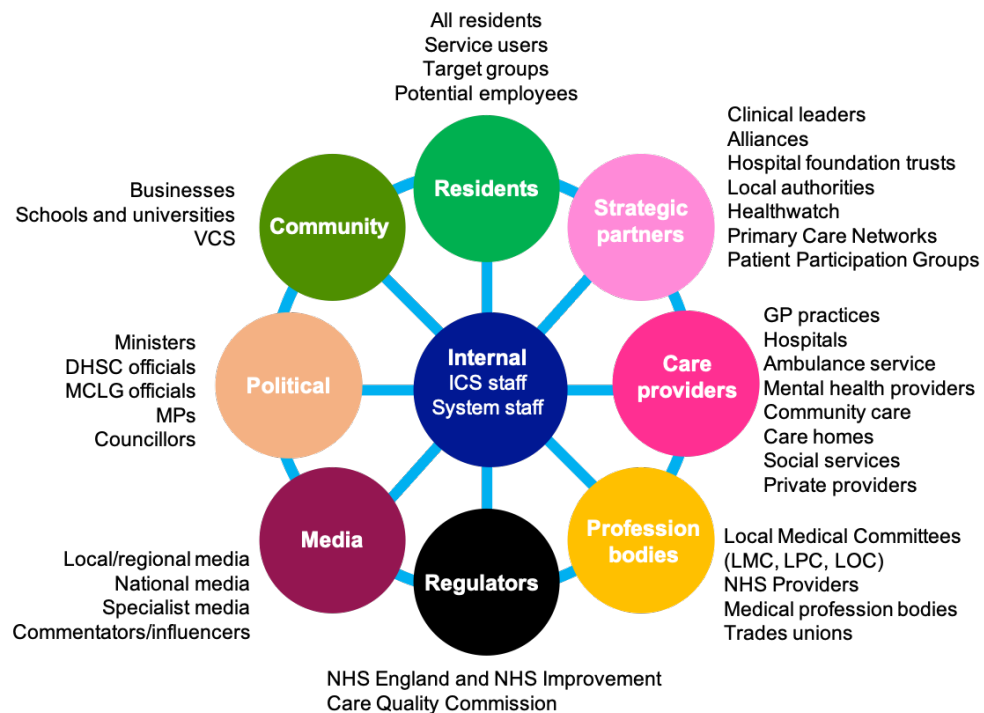 All residents
Service users
Target groups
Potential employees
Residents
Clinical leaders
Alliances
Hospital foundation trusts
Local authorities
Healthwatch
Primary Care Networks
Patient Participation Groups
Strategic
partners
GP practices
Hospitals
Ambulance service
Mental health providers
Community care
Care homes
Social services
Private providers
Care
providers
Local Medical Committees
(LMC, LPC, LOC)
NHS Providers
Medical profession bodies
Trades unions
Profession
bodies
Regulators
NHS England and NHS Improvement
Care Quality Commission
Media
Local/regional media
National media
Specialist media
Commentators/influencers
Political
Ministers
DHSC officials
MCLG officials
MPs
Councillors
Community
Businesses
Schools and universities
VCS
Internal
ICS staff
System staff